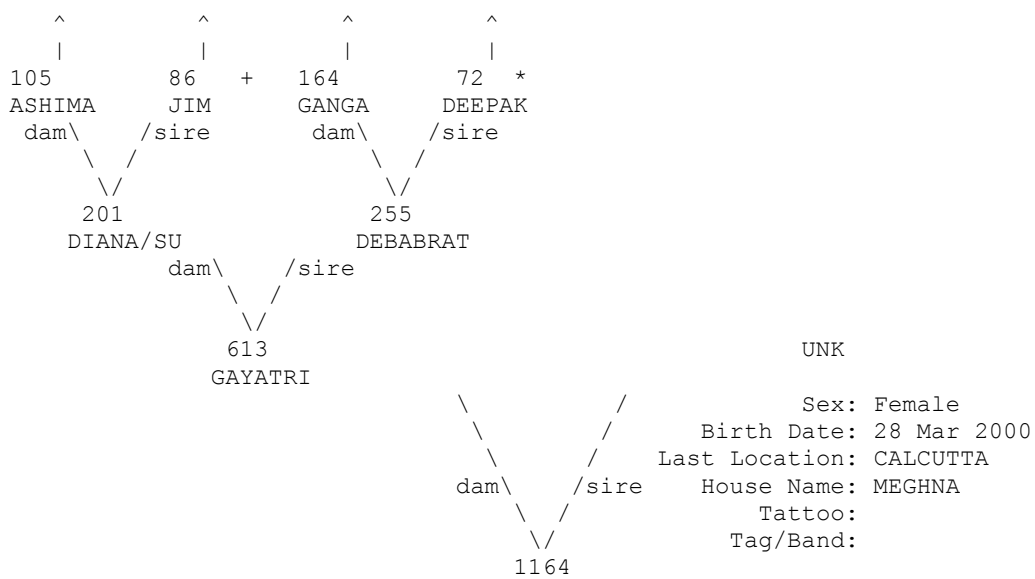 ^ ^ ^ ^
| | | |
105 86 + 164 72 *
ASHIMA JIM GANGA DEEPAK
dam\ /sire dam\ /sire
\ / \ /
\/ \/
201 255
DIANA/SU DEBABRAT
dam\ /sire
\ /
\/
613 UNK
GAYATRI
\ / Sex: Female
\ / Birth Date: 28 Mar 2000
\ / Last Location: CALCUTTA
dam\ /sire House Name: MEGHNA
\ / Tattoo:
\/ Tag/Band:
1164